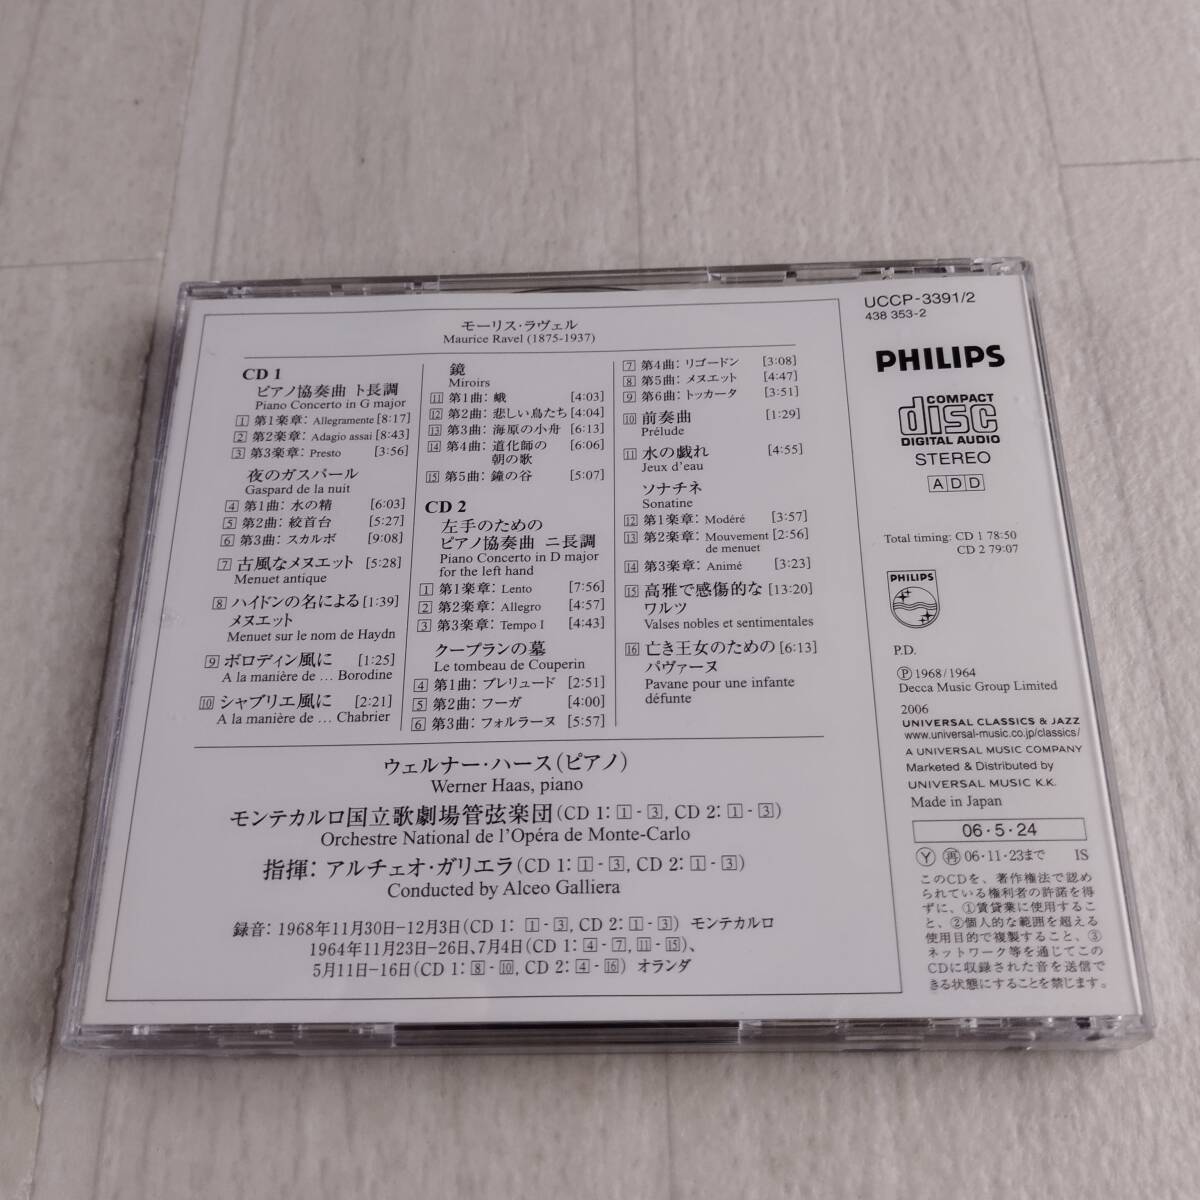 モーリス・ラヴェル
Maurice Ravel (1875-1937)
CD 1
ピアノ協奏曲 ト長調
Piano Concerto in G major
1 第1楽章: Allegramente [8:17]
2 第2楽章: Adagio assai [8:43]
3 第3楽章: Presto [3:56]
夜のガスパール
Gaspard de la nuit
4 第1曲: 水の精 [6:03]
5 第2曲: 絞首台 [5:27]
6 第3曲: スカルボ [9:08]
7 古風なメヌエット [5:28]
Menuet antique
8 ハイドンの名による [1:39]
メヌエット
Menuet sur le nom de Haydn
9 ボロディン風に [1:25]
A la manière de ... Borodine
10 シャブリエ風に [2:21]
A la manière de ... Chabrier
鏡
Miroirs
11 第1曲: 蛾 [4:03]
12 第2曲: 悲しい鳥たち [4:04]
13 第3曲: 海原の小舟 [6:13]
14 第4曲: 道化師の [6:06]
朝の歌
15 第5曲: 鐘の谷 [5:07]
CD 2
左手のための
ピアノ協奏曲 ニ長調
Piano Concerto in D major
for the left hand
1 第1楽章: Lento [7:56]
2 第2楽章: Allegro [4:57]
3 第3楽章: Tempo I [4:43]
クープランの墓
Le tombeau de Couperin
4 第1曲: プレリュード [2:51]
5 第2曲: フーガ [4:00]
6 第3曲: フォルラーヌ [5:57]
7 第4曲: リゴードン [3:08]
8 第5曲: メヌエット [4:47]
9 第6曲: トッカータ [3:51]
10 前奏曲 [1:29]
Prélude
11 水の戯れ [4:55]
Jeux d'eau
ソナチネ
Sonatine
12 第1楽章: Modéré [3:57]
13 第2楽章: Mouvement [2:56]
de menuet
14 第3楽章: Animé [3:23]
15 高雅で感傷的な [13:20]
ワルツ
Valses nobles et sentimentales
16 亡き王女のための [6:13]
パヴァーヌ
Pavane pour une infante
défunte
ウェルナー・ハース(ピアノ)
Werner Haas, piano
モンテカルロ国立歌劇場管弦楽団(CD 1: 1 - 3, CD 2: 1 - 3)
Orchestre National de l'Opéra de Monte-Carlo
指揮: アルチェオ・ガリエラ(CD 1: 1 - 3, CD 2: 1 - 3)
Conducted by Alceo Galliera
録音: 1968年11月30日-12月3日(CD 1: 1 - 3, CD 2: 1 - 3) モンテカルロ
1964年11月23日-26日、7月4日(CD 1: 4 - 7, 11 - 15)、
5月11日-16日(CD 1: 8 - 10, CD 2: 4 - 16) オランダ
UCCP-3391/2
438 353-2
PHILIPS
COMPACT
disc
DIGITAL AUDIO
STEREO
ADD
Total timing: CD 1 78:50
CD 2 79:07
PHILIPS
P.D.
Ⓟ 1968/1964
Decca Music Group Limited
2006
UNIVERSAL CLASSICS & JAZZ
www.universal-music.co.jp/classics/
A UNIVERSAL MUSIC COMPANY
Marketed & Distributed by
UNIVERSAL MUSIC K.K.
Made in Japan
06・5・24
Ⓨ 再 06・11・23まで IS
このCDを、著作権法で認め
られている権利者の許諾を得
ずに、①賃貸業に使用するこ
と、②個人的な範囲を超える
使用目的で複製すること、③
ネットワーク等を通じてこの
CDに収録された音を送信で
きる状態にすることを禁じます。